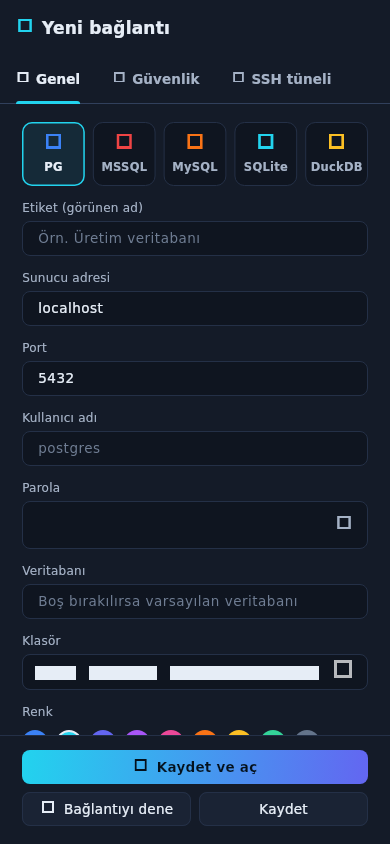 Yeni bağlantı
Genel Güvenlik SSH tüneli
PG MSSQL MySQL SQLite DuckDB
Etiket (görünen ad)
Örn. Üretim veritabanı
Sunucu adresi
localhost
Port
5432
Kullanıcı adı
postgres
Parola
Veritabanı
Boş bırakılırsa varsayılan veritabanı
Klasör
Renk
Kaydet ve aç
Bağlantıyı dene Kaydet